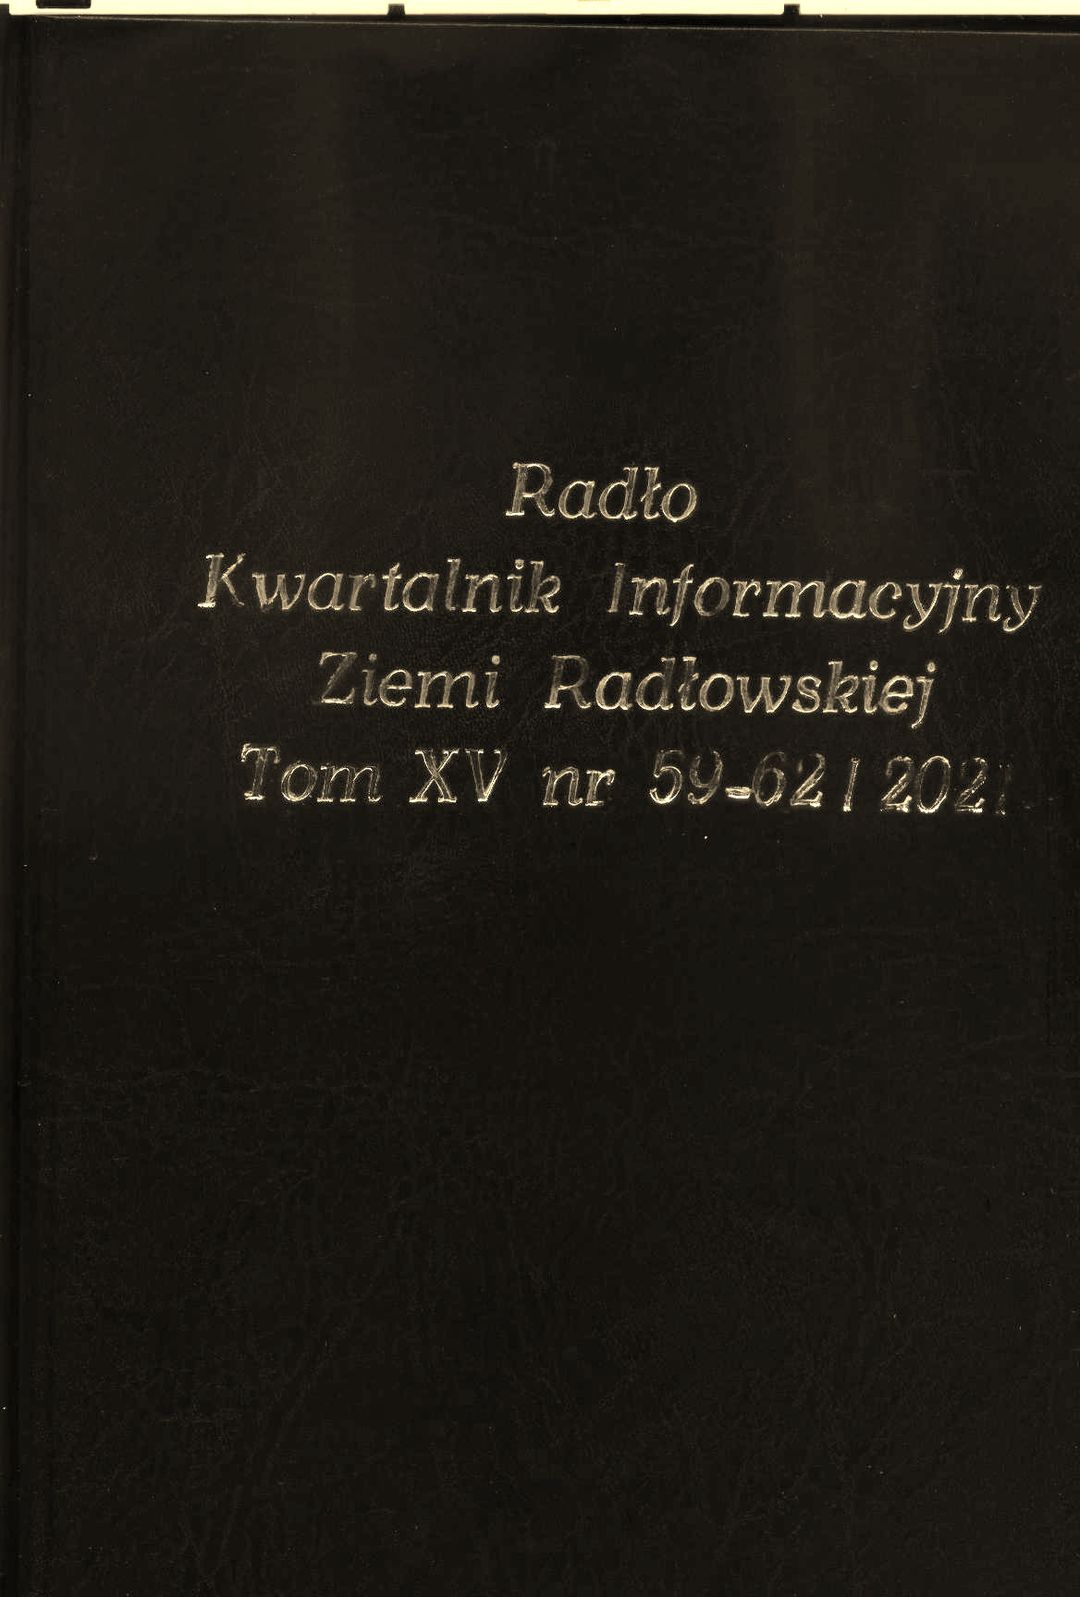 Radło
Kwartalnik Informacyjny
Ziemi Radłowskiej
Tom XV nr 59-62 / 2021